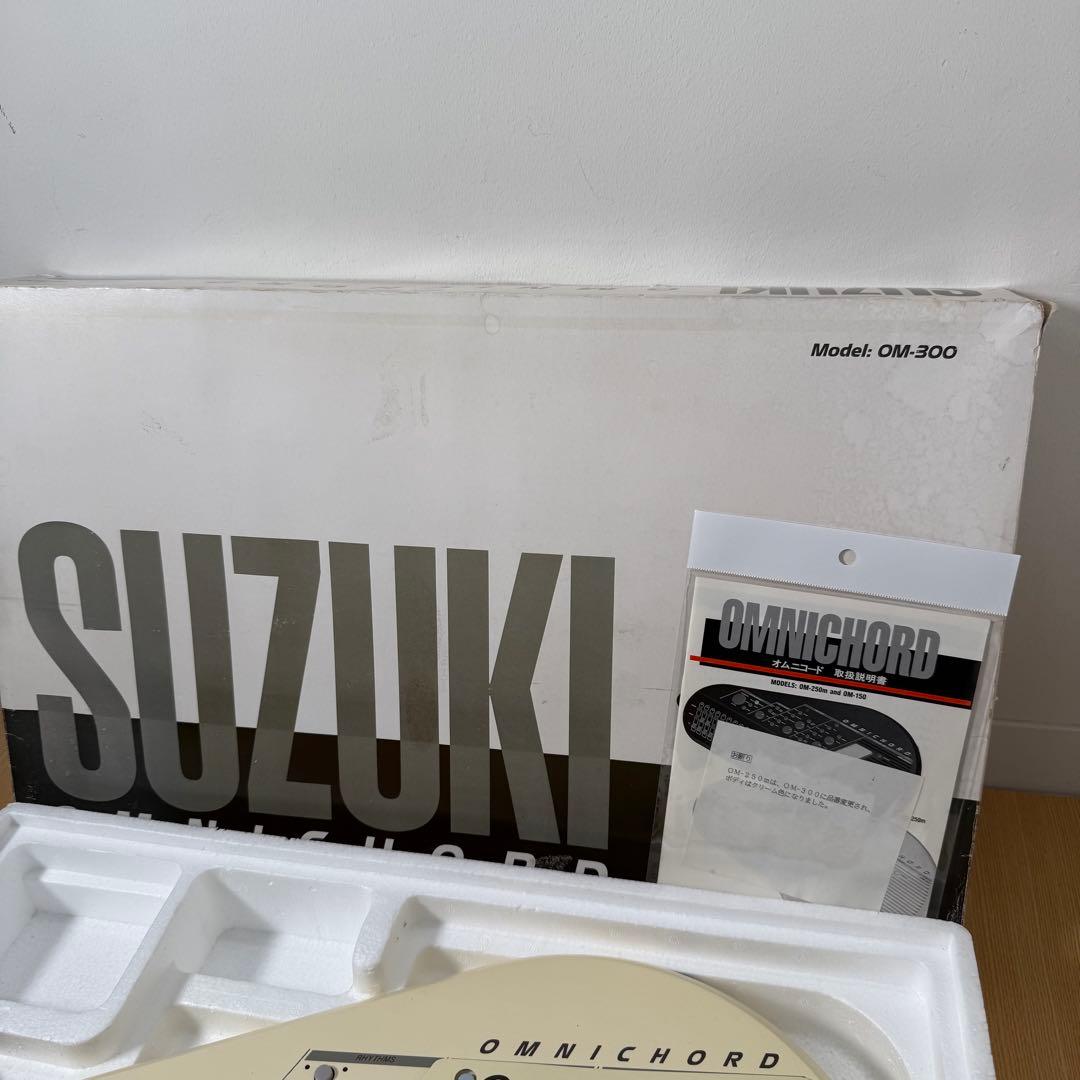 SUZUKI
Model: OM-300
SUZUKI
OMNICHORD
オムニコード 取扱説明書
MODELS: OM-250m and OM-150
OMNICHORD
お断り
OM-250mは、OM-300に品番変更され、
ボディはクリーム色になりました。
250m
OMNICHORD
RHYTHMS